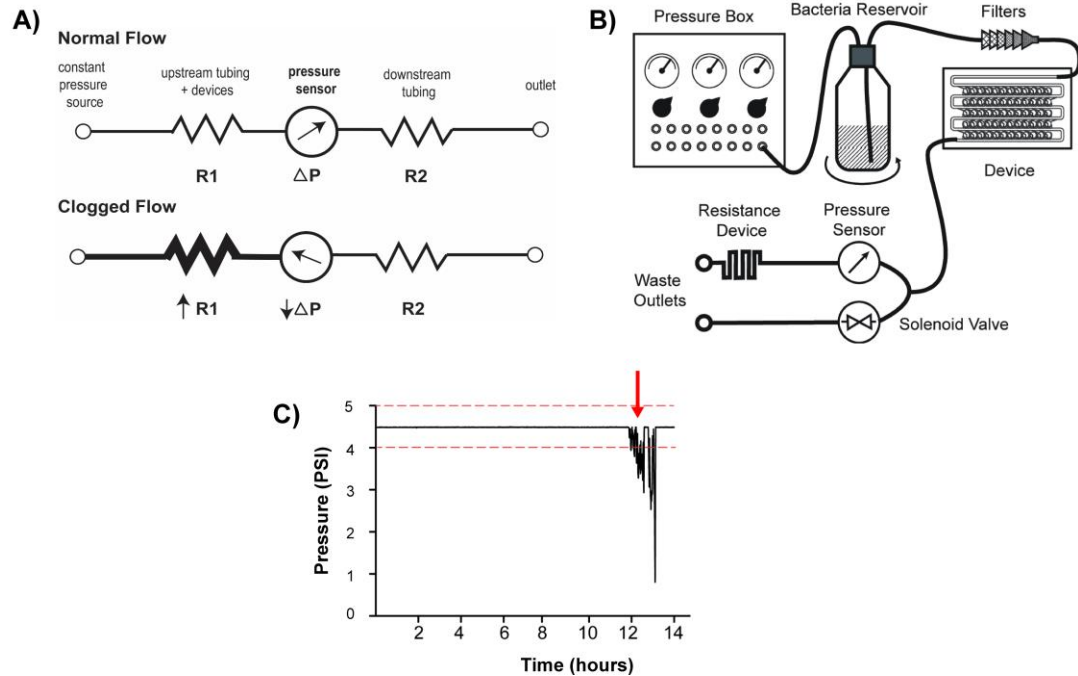 A)
Normal Flow
constant
pressure
source
upstream tubing
+ devices
pressure
sensor
downstream
tubing
outlet
R1
△P
R2
Clogged Flow
↑ R1
↓△P
R2
B)
Pressure Box
Bacteria Reservoir
Filters
Device
Resistance
Device
Pressure
Sensor
Waste
Outlets
Solenoid Valve
C)
Pressure (PSI)
5
4
3
2
1
0
2 4 6 8 10 12 14
Time (hours)